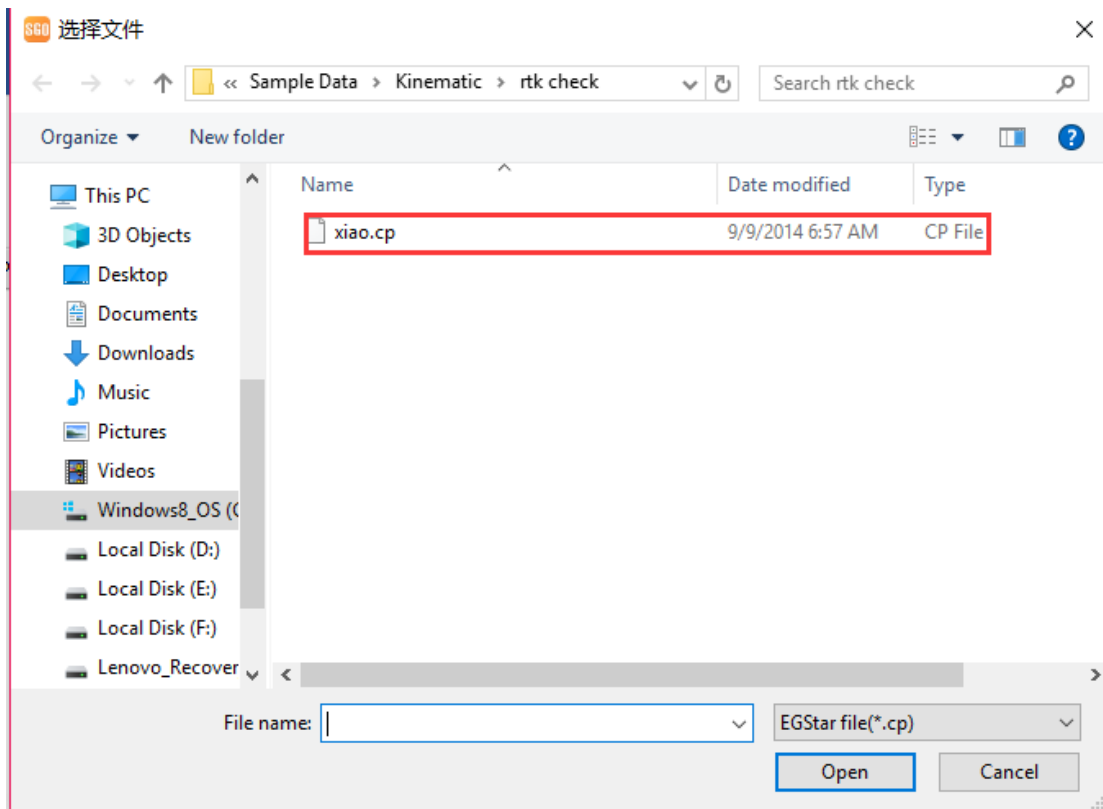 SGO 选择文件
« Sample Data > Kinematic > rtk check
Search rtk check
Organize
New folder
Name
Date modified
Type
xiao.cp
9/9/2014 6:57 AM
CP File
This PC
3D Objects
Desktop
Documents
Downloads
Music
Pictures
Videos
Windows8_OS (C
Local Disk (D:)
Local Disk (E:)
Local Disk (F:)
Lenovo_Recover
File name:
EGStar file(*.cp)
Open
Cancel